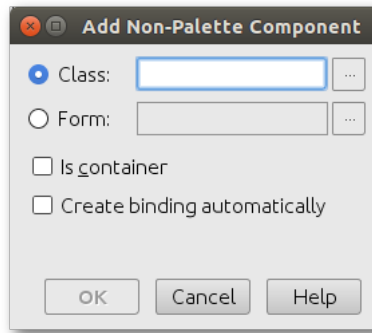 Add Non-Palette Component
Class: ...
Form: ...
Is container
Create binding automatically
OK Cancel Help